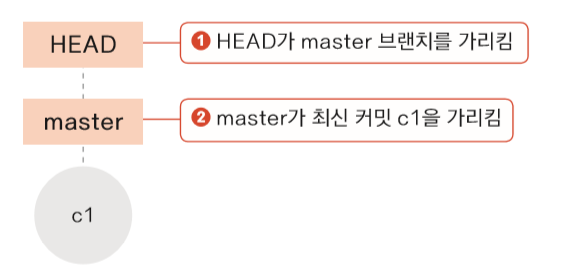 HEAD
❶ HEAD가 master 브랜치를 가리킴
master
❷ master가 최신 커밋 c1을 가리킴
c1